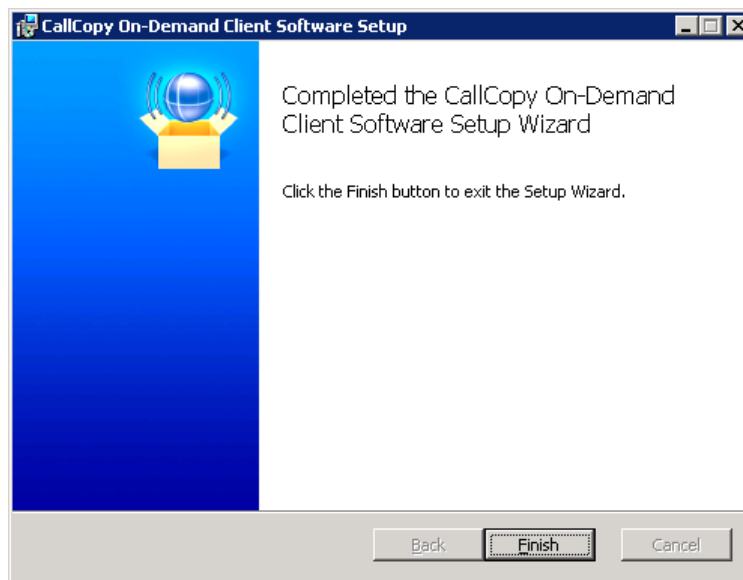 CallCopy On-Demand Client Software Setup
Completed the CallCopy On-Demand
Client Software Setup Wizard
Click the Finish button to exit the Setup Wizard.
Back Finish Cancel